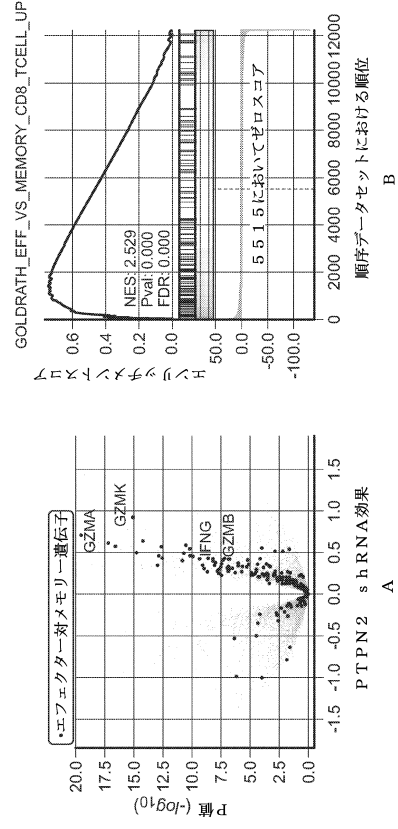 •エフェクター対メモリー遺伝子
P値 (-log10)
20.0
17.5
15.0
12.5
10.0
7.5
5.0
2.5
0.0
GZMA
GZMK
IFNG
GZMB
-1.5
-1.0
-0.5
0.0
0.5
1.0
1.5
PTPN2 shRNA効果
A
GOLDRATH_EFF_VS_MEMORY_CD8_TCELL_UP
エンリッチメントスコア
0.6
0.4
0.2
0.0
NES: 2.529
Pval: 0.000
FDR: 0.000
50.0
0.0
-50.0
-100.0
5515においてゼロスコア
0
2000
4000
6000
8000
10000
12000
順序データセットにおける順位
B